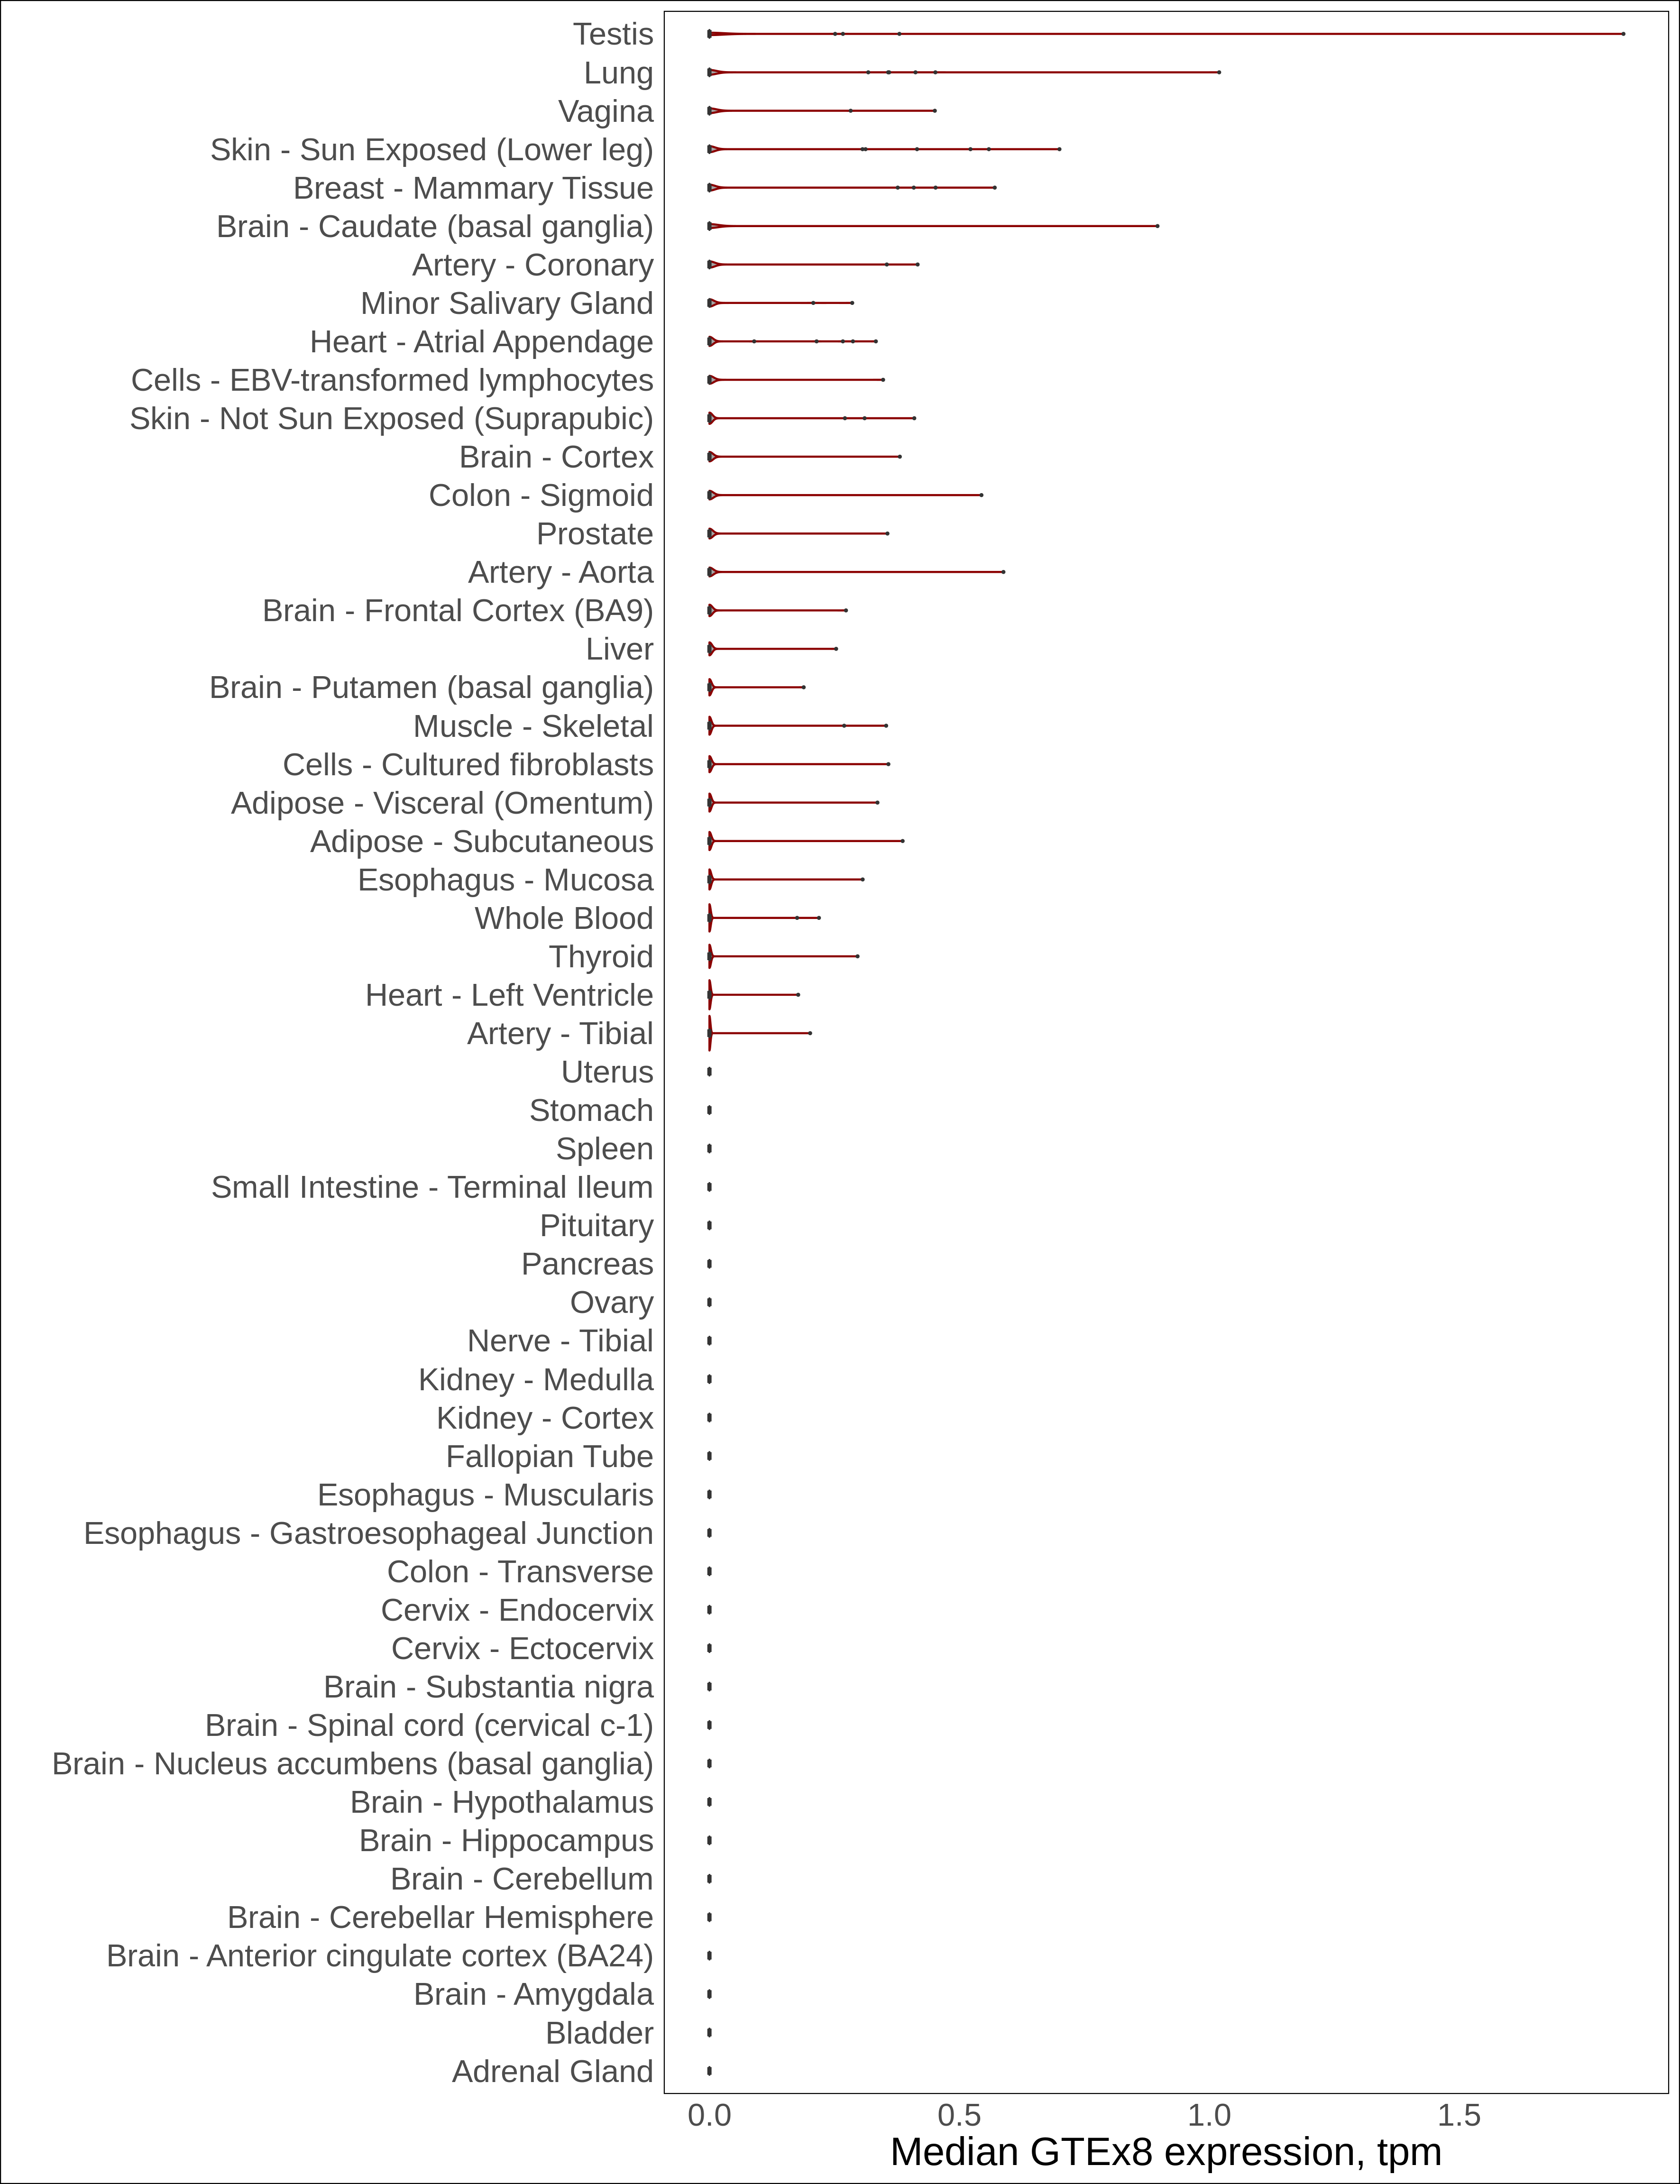 Testis
Lung
Vagina
Skin - Sun Exposed (Lower leg)
Breast - Mammary Tissue
Brain - Caudate (basal ganglia)
Artery - Coronary
Minor Salivary Gland
Heart - Atrial Appendage
Cells - EBV-transformed lymphocytes
Skin - Not Sun Exposed (Suprapubic)
Brain - Cortex
Colon - Sigmoid
Prostate
Artery - Aorta
Brain - Frontal Cortex (BA9)
Liver
Brain - Putamen (basal ganglia)
Muscle - Skeletal
Cells - Cultured fibroblasts
Adipose - Visceral (Omentum)
Adipose - Subcutaneous
Esophagus - Mucosa
Whole Blood
Thyroid
Heart - Left Ventricle
Artery - Tibial
Uterus
Stomach
Spleen
Small Intestine - Terminal Ileum
Pituitary
Pancreas
Ovary
Nerve - Tibial
Kidney - Medulla
Kidney - Cortex
Fallopian Tube
Esophagus - Muscularis
Esophagus - Gastroesophageal Junction
Colon - Transverse
Cervix - Endocervix
Cervix - Ectocervix
Brain - Substantia nigra
Brain - Spinal cord (cervical c-1)
Brain - Nucleus accumbens (basal ganglia)
Brain - Hypothalamus
Brain - Hippocampus
Brain - Cerebellum
Brain - Cerebellar Hemisphere
Brain - Anterior cingulate cortex (BA24)
Brain - Amygdala
Bladder
Adrenal Gland
0.0 0.5 1.0 1.5
Median GTEx8 expression, tpm